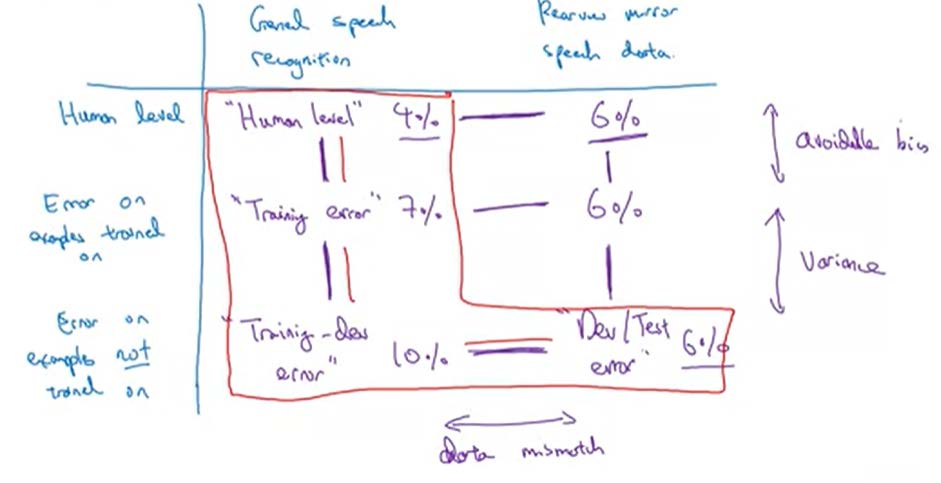 General speech recognition
Rearview mirror speech data.
Human level
"Human level" 4%
6%
avoidable bias
Error on examples trained on
"Training error" 7%
6%
Variance
Error on examples not trained on
"Training-dev error" 10%
"Dev/Test error" 6%
data mismatch